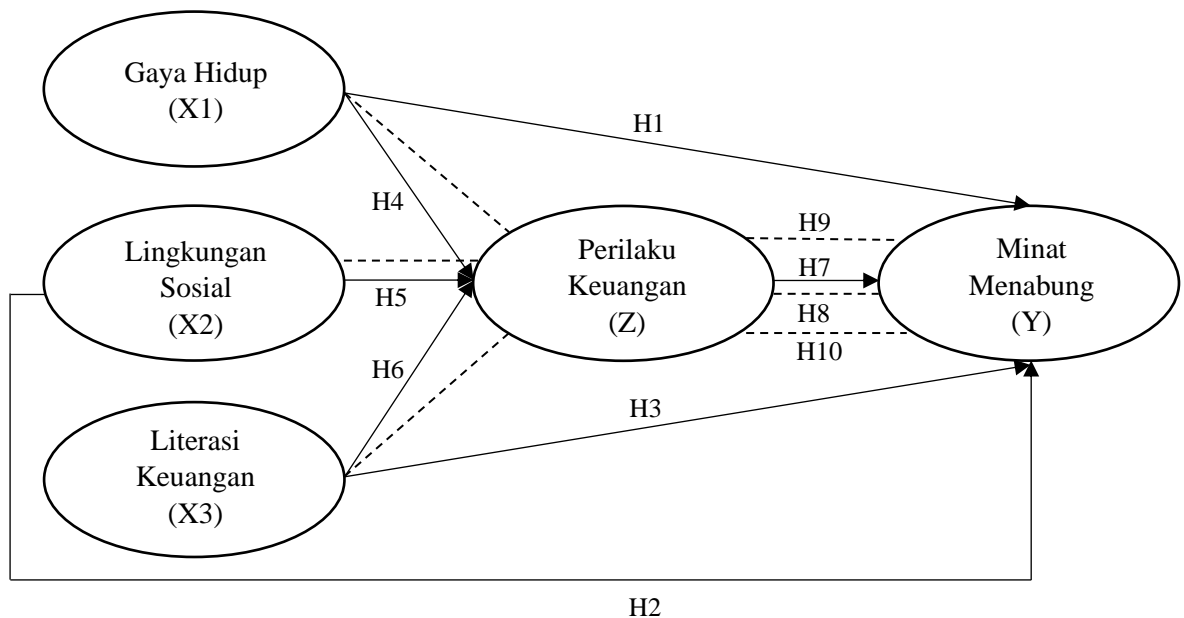 Gaya Hidup
(X1)
H1
H4
Lingkungan
Sosial
(X2)
H5
Perilaku
Keuangan
(Z)
H9
H7
H8
H10
Minat
Menabung
(Y)
H6
H3
Literasi
Keuangan
(X3)
H2